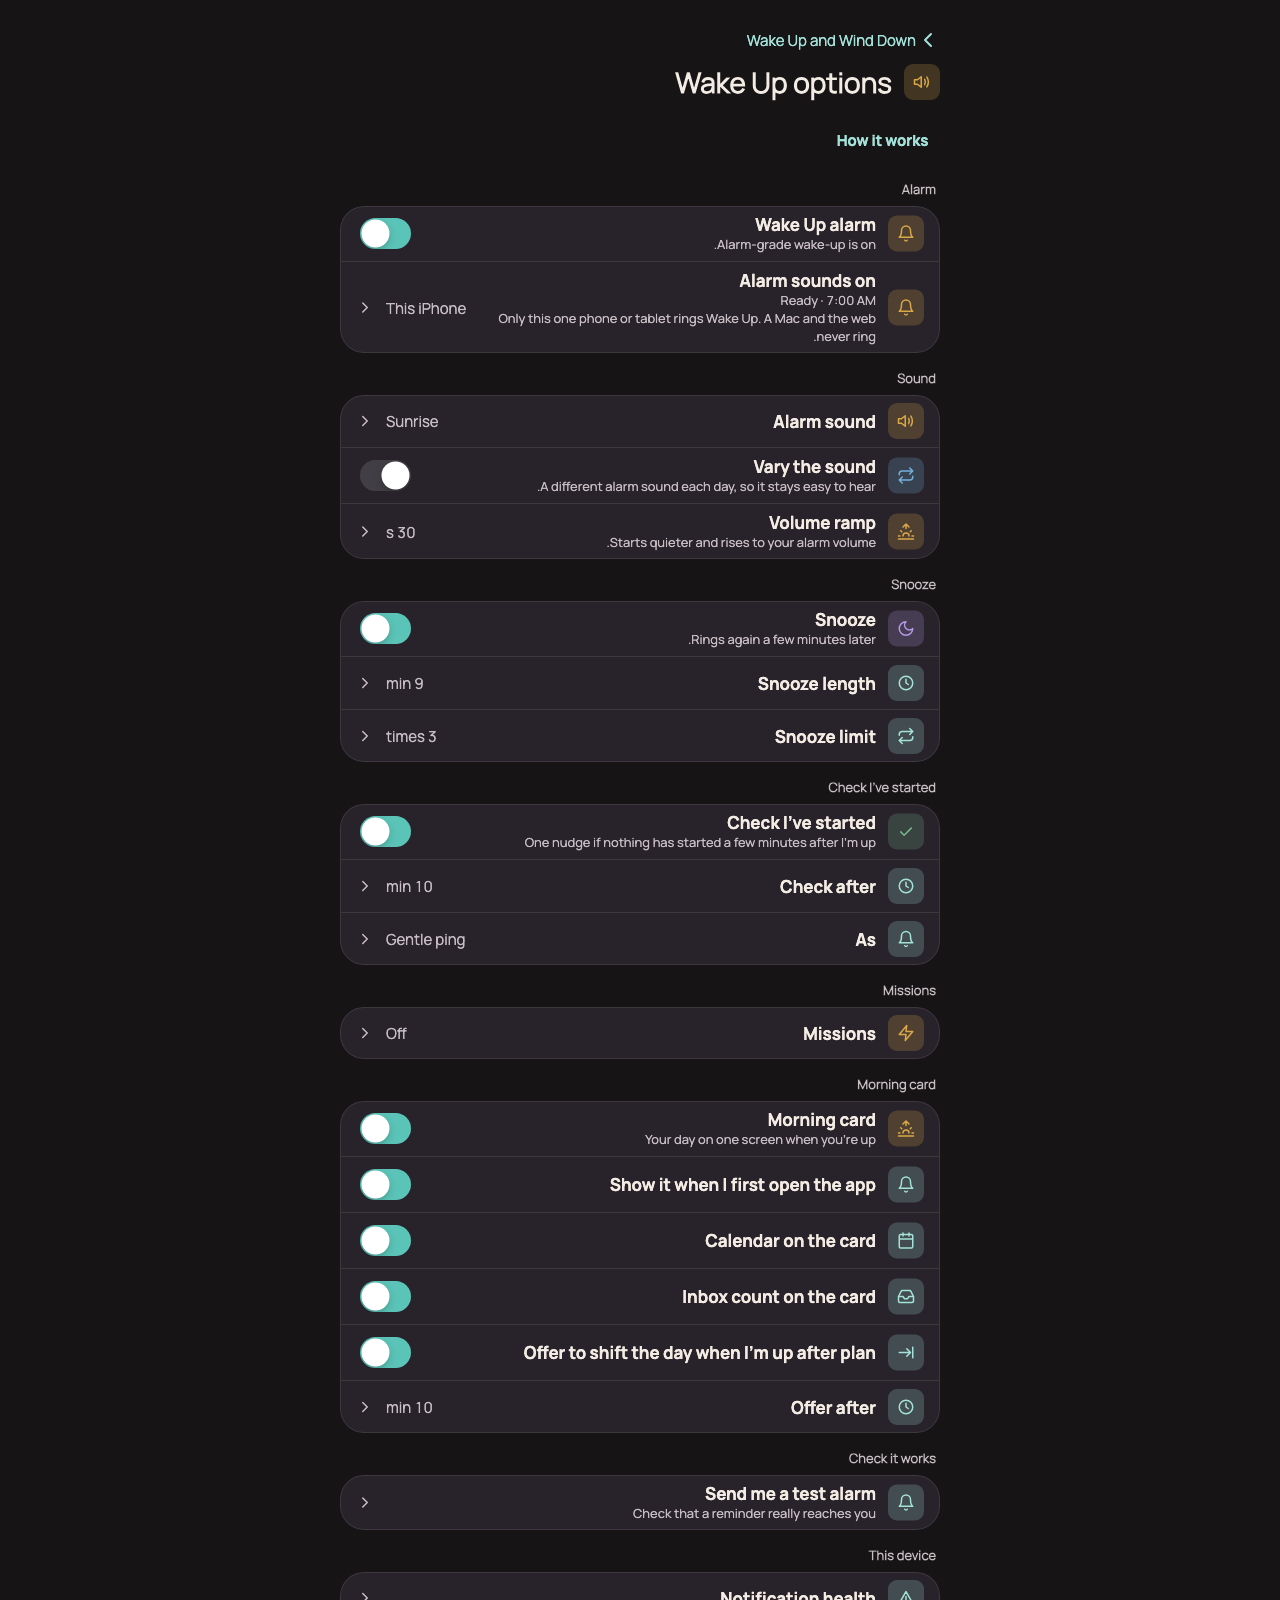 Wake Up and Wind Down
Wake Up options
How it works
Alarm
Wake Up alarm
.Alarm-grade wake-up is on
Alarm sounds on
Ready · 7:00 AM
Only this one phone or tablet rings Wake Up. A Mac and the web
.never ring
This iPhone
Sound
Alarm sound
Sunrise
Vary the sound
.A different alarm sound each day, so it stays easy to hear
Volume ramp
.Starts quieter and rises to your alarm volume
s 30
Snooze
Snooze
.Rings again a few minutes later
Snooze length
min 9
Snooze limit
times 3
Check I've started
Check I've started
One nudge if nothing has started a few minutes after I'm up
Check after
min 10
As
Gentle ping
Missions
Missions
Off
Morning card
Morning card
Your day on one screen when you're up
Show it when I first open the app
Calendar on the card
Inbox count on the card
Offer to shift the day when I'm up after plan
Offer after
min 10
Check it works
Send me a test alarm
Check that a reminder really reaches you
This device
Notification health